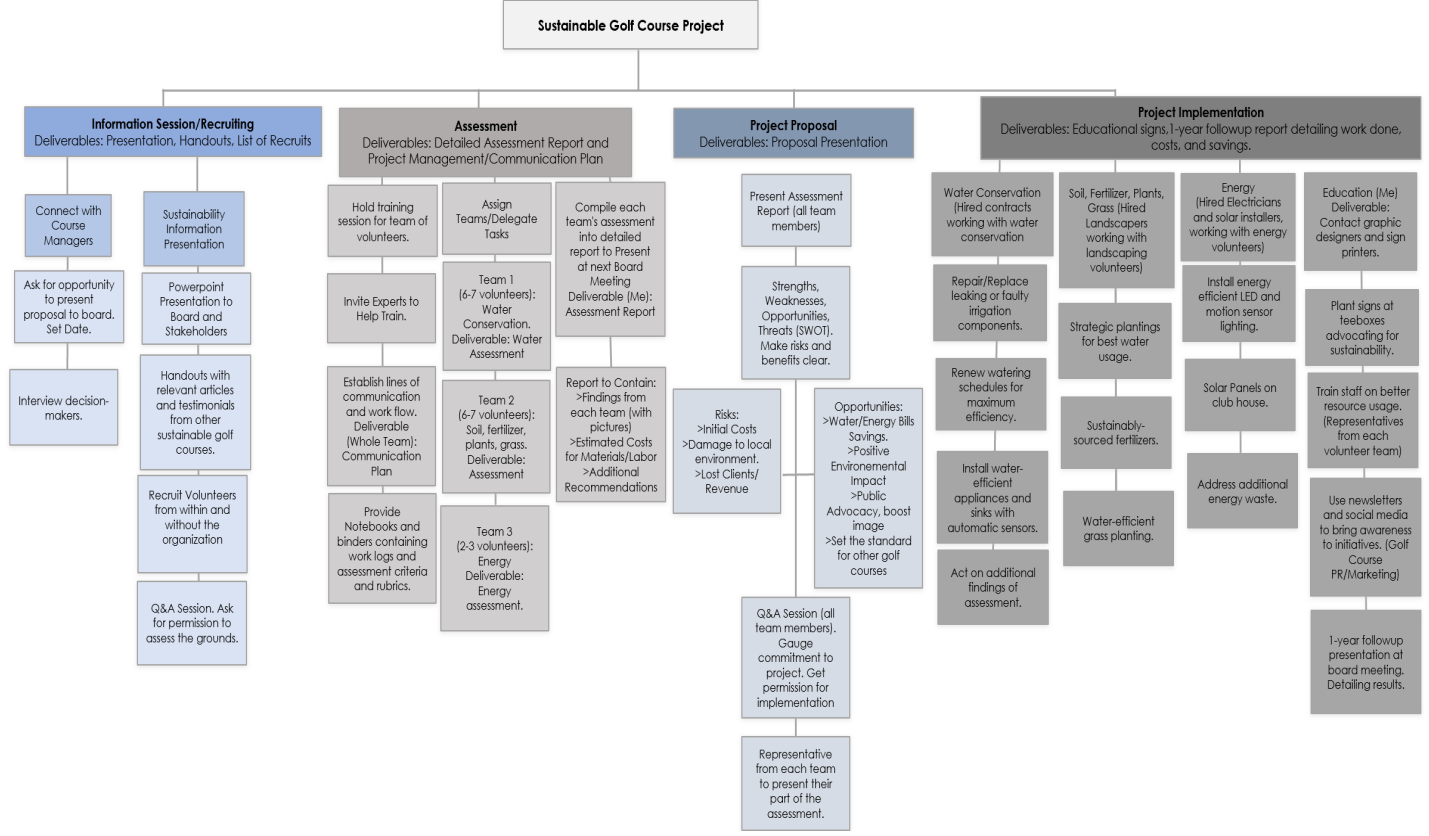 Sustainable Golf Course Project
Information Session/Recruiting
Deliverables: Presentation, Handouts, List of Recruits
Connect with
Course
Managers
Ask for opportunity
to present
proposal to board.
Set Date.
Interview decision-
makers.
Sustainability
Information
Presentation
Powerpoint
Presentation to
Board and
Stakeholders
Handouts with
relevant articles
and testimonials
from other
sustainable golf
courses.
Recruit Volunteers
from within and
without the
organization
Q&A Session. Ask
for permission to
assess the grounds.
Assessment
Deliverables: Detailed Assessment Report and
Project Management/Communication Plan
Hold training
session for team of
volunteers.
Invite Experts to
Help Train.
Establish lines of
communication
and work flow.
Deliverable
(Whole Team):
Communication
Plan
Provide
Notebooks and
binders containing
work logs and
assessment criteria
and rubrics.
Assign
Teams/Delegate
Tasks
Team 1
(6-7 volunteers):
Water
Conservation.
Deliverable: Water
Assessment
Team 2
(6-7 volunteers):
Soil, fertilizer,
plants, grass.
Deliverable:
Assessment
Team 3
(2-3 volunteers):
Energy
Deliverable:
Energy
assessment.
Compile each
team's assessment
into detailed
report to Present
at next Board
Meeting
Deliverable (Me):
Assessment Report
Report to Contain:
>Findings from
each team (with
pictures)
>Estimated Costs
for Materials/Labor
>Additional
Recommendations
Project Proposal
Deliverables: Proposal Presentation
Present Assessment
Report (all team
members)
Strengths,
Weaknesses,
Opportunities,
Threats (SWOT).
Make risks and
benefits clear.
Risks:
>Initial Costs
>Damage to local
environment.
>Lost Clients/
Revenue
Opportunities:
>Water/Energy Bills
Savings.
>Positive
Environemental
Impact
>Public
Advocacy, boost
image
>Set the standard
for other golf
courses
Q&A Session (all
team members).
Gauge
commitment to
project. Get
permission for
implementation
Representative
from each team
to present their
part of the
assessment.
Project Implementation
Deliverables: Educational signs,1-year followup report detailing work done,
costs, and savings.
Water Conservation
(Hired contracts
working with water
conservation
Repair/Replace
leaking or faulty
irrigation
components.
Renew watering
schedules for
maximum
efficiency.
Install water-
efficient
appliances and
sinks with
automatic sensors.
Act on additional
findings of
assessment.
Soil, Fertilizer, Plants,
Grass (Hired
Landscapers
working with
landscaping
volunteers)
Strategic plantings
for best water
usage.
Sustainably-
sourced fertilizers.
Water-efficient
grass planting.
Energy
(Hired Electricians
and solar installers,
working with energy
volunteers)
Install energy
efficient LED and
motion sensor
lighting.
Solar Panels on
club house.
Address additional
energy waste.
Education (Me)
Deliverable:
Contact graphic
designers and sign
printers.
Plant signs at
teeboxes
advocating for
sustainability.
Train staff on better
resource usage.
(Representatives
from each
volunteer team)
Use newsletters
and social media
to bring awareness
to initiatives. (Golf
Course
PR/Marketing)
1-year followup
presentation at
board meeting.
Detailing results.